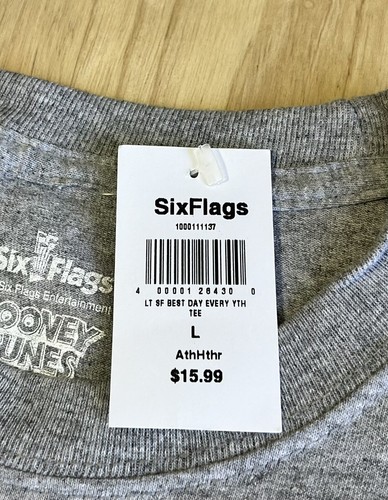 SixFlags
1000111137
4 00001 26430 0
LT SF BEST DAY EVERY YTH
TEE
L
AthHthr
$15.99
Six Flags
Six Flags Entertainment
LOONEY
TUNES